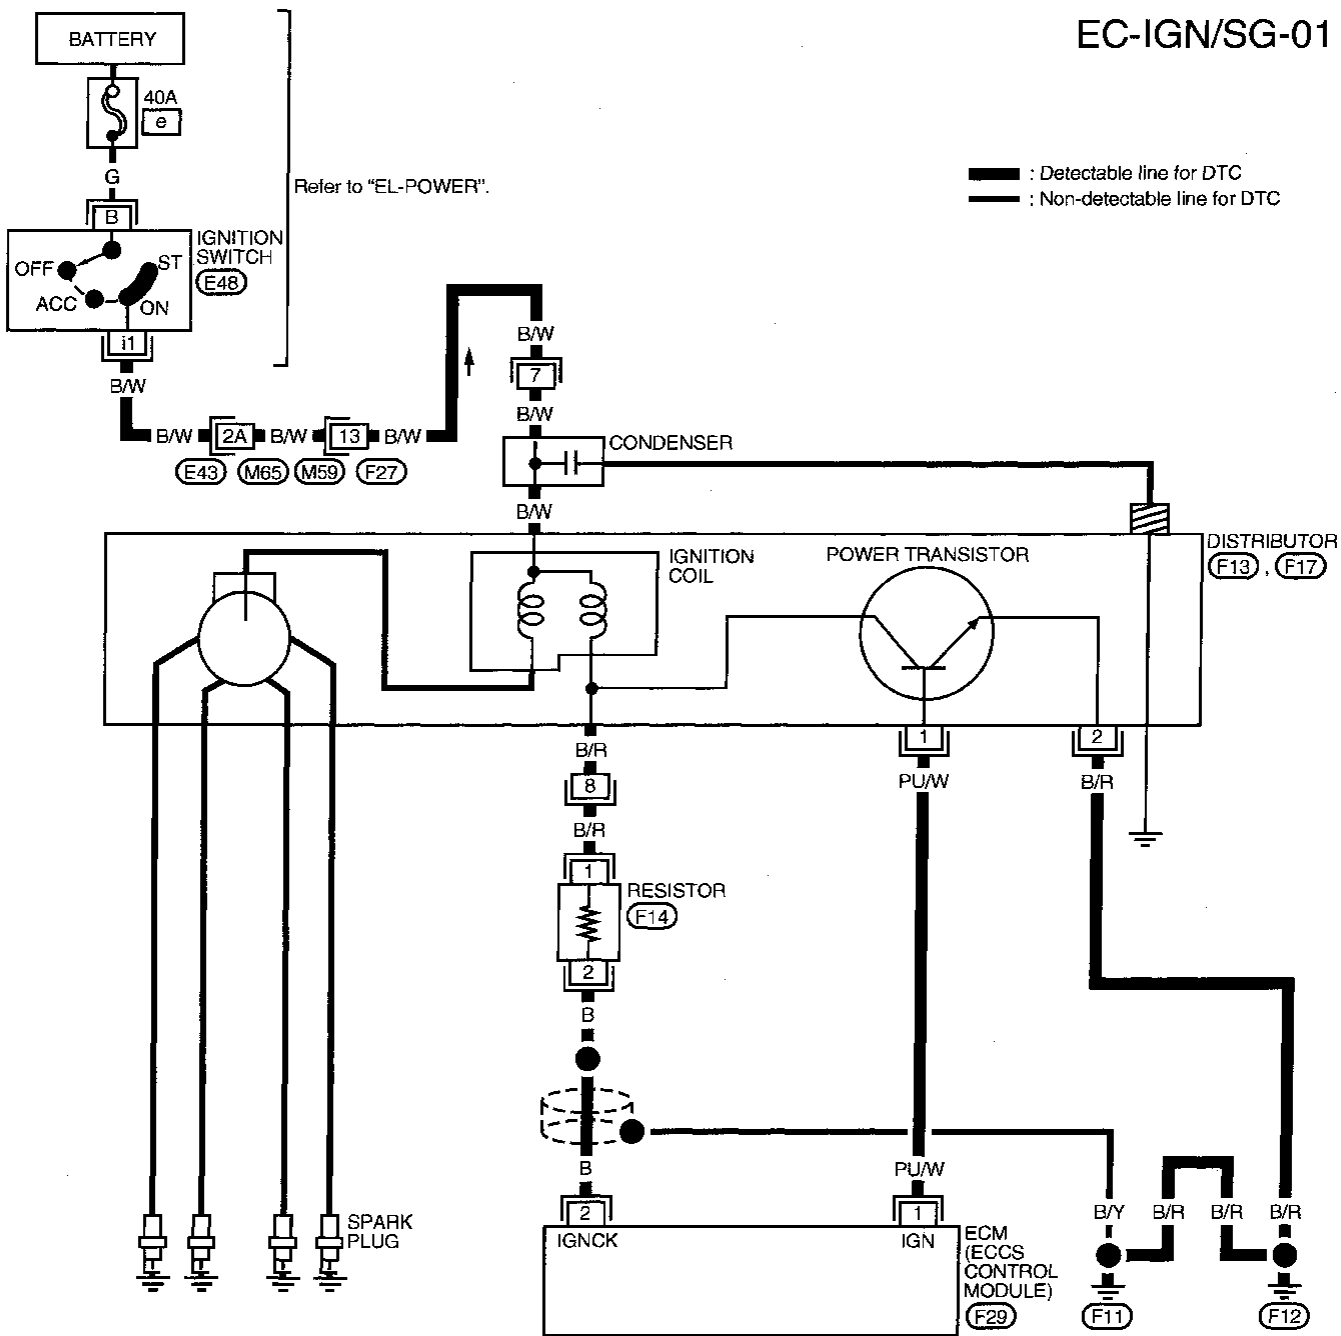 EC-IGN/SG-01
BATTERY
40A
e
G
B
Refer to "EL-POWER".
: Detectable line for DTC
: Non-detectable line for DTC
IGNITION
SWITCH
E48
OFF
ST
ACC
ON
i1
B/W
B/W
2A
B/W
13
B/W
E43
M65
M59
F27
B/W
7
B/W
CONDENSER
B/W
DISTRIBUTOR
F13 , F17
IGNITION
COIL
POWER TRANSISTOR
B/R
8
B/R
1
PU/W
2
B/R
1
RESISTOR
F14
2
B
B
PU/W
2
IGNCK
1
IGN
SPARK
PLUG
ECM
(ECCS
CONTROL
MODULE)
F29
B/Y
B/R
B/R
B/R
F11
F12